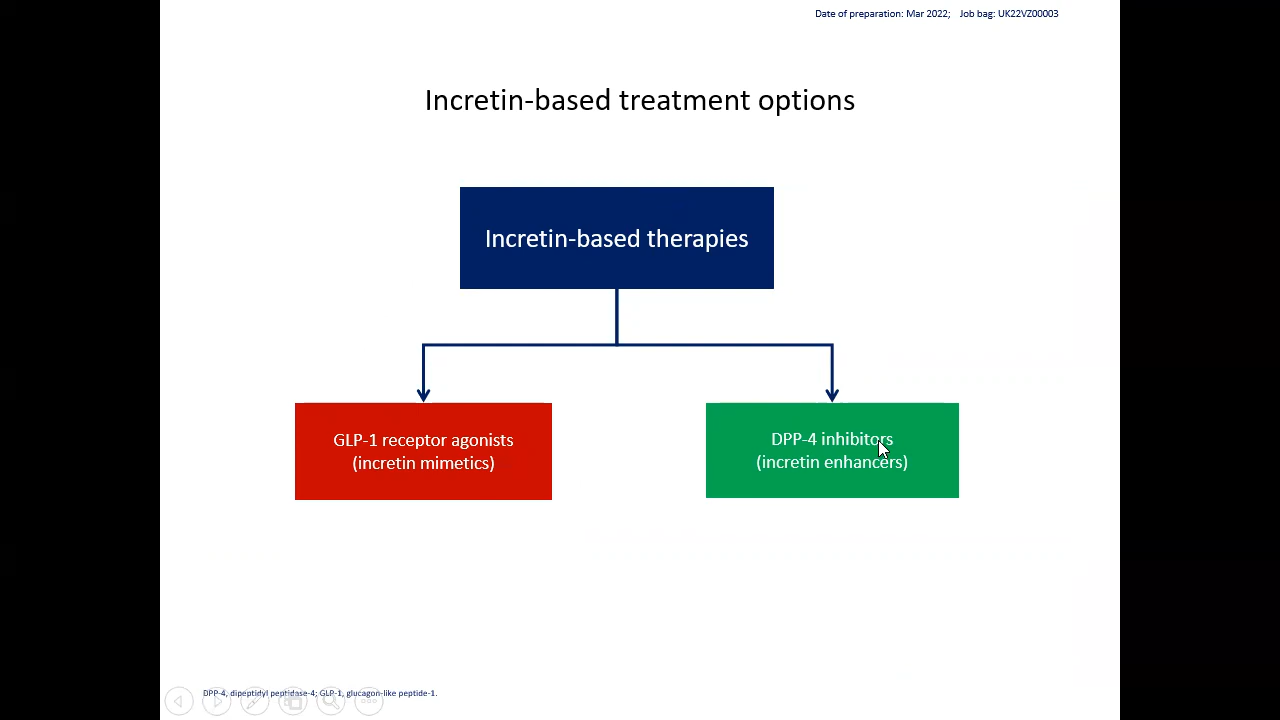 Date of preparation: Mar 2022; Job bag: UK22VZ00003
Incretin-based treatment options
Incretin-based therapies
GLP-1 receptor agonists
(incretin mimetics)
DPP-4 inhibitors
(incretin enhancers)
DPP-4, dipeptidyl peptidase-4; GLP-1, glucagon-like peptide-1.